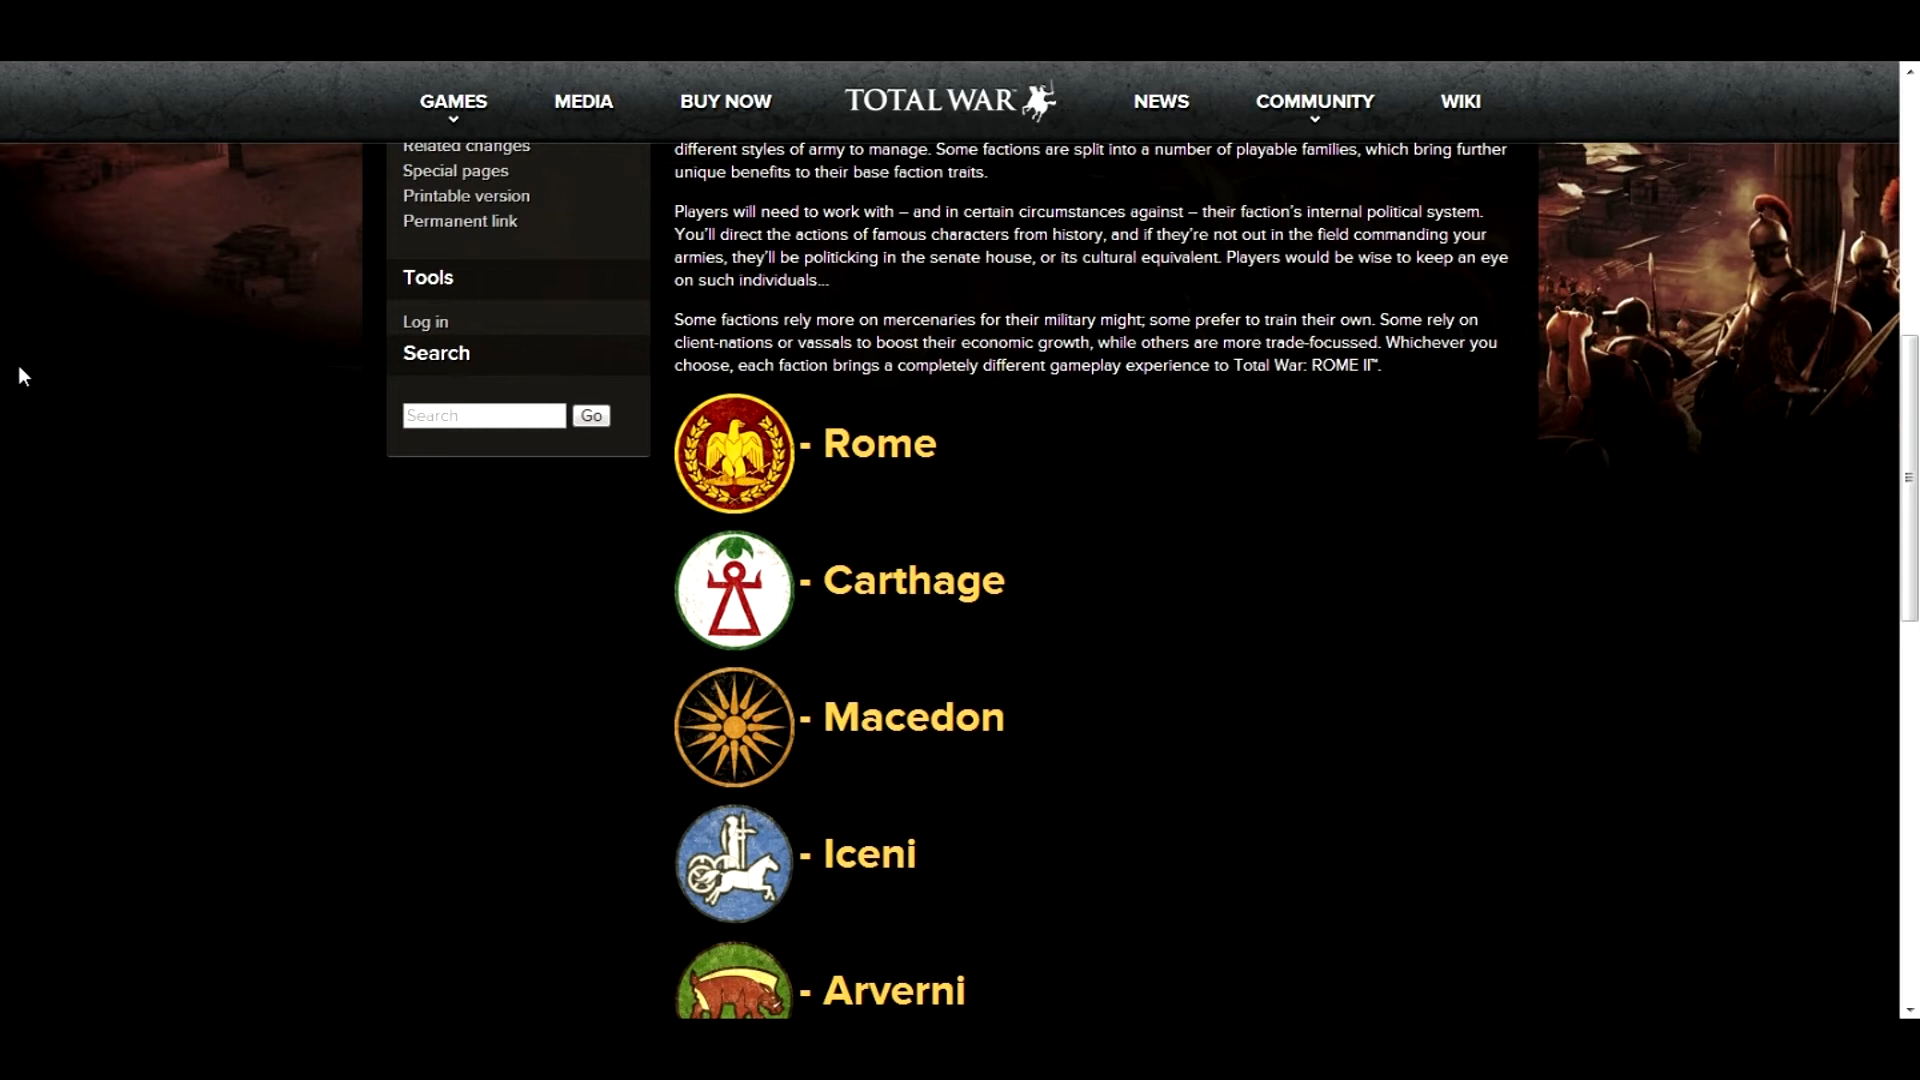 GAMES MEDIA BUY NOW TOTAL WAR NEWS COMMUNITY WIKI
Related changes
Special pages
Printable version
Permanent link
Tools
Log in
Search
Search Go
different styles of army to manage. Some factions are split into a number of playable families, which bring further
unique benefits to their base faction traits.
Players will need to work with – and in certain circumstances against – their faction’s internal political system.
You’ll direct the actions of famous characters from history, and if they’re not out in the field commanding your
armies, they’ll be politicking in the senate house, or its cultural equivalent. Players would be wise to keep an eye
on such individuals...
Some factions rely more on mercenaries for their military might; some prefer to train their own. Some rely on
client-nations or vassals to boost their economic growth, while others are more trade-focussed. Whichever you
choose, each faction brings a completely different gameplay experience to Total War: ROME II™.
- Rome
- Carthage
- Macedon
- Iceni
- Arverni